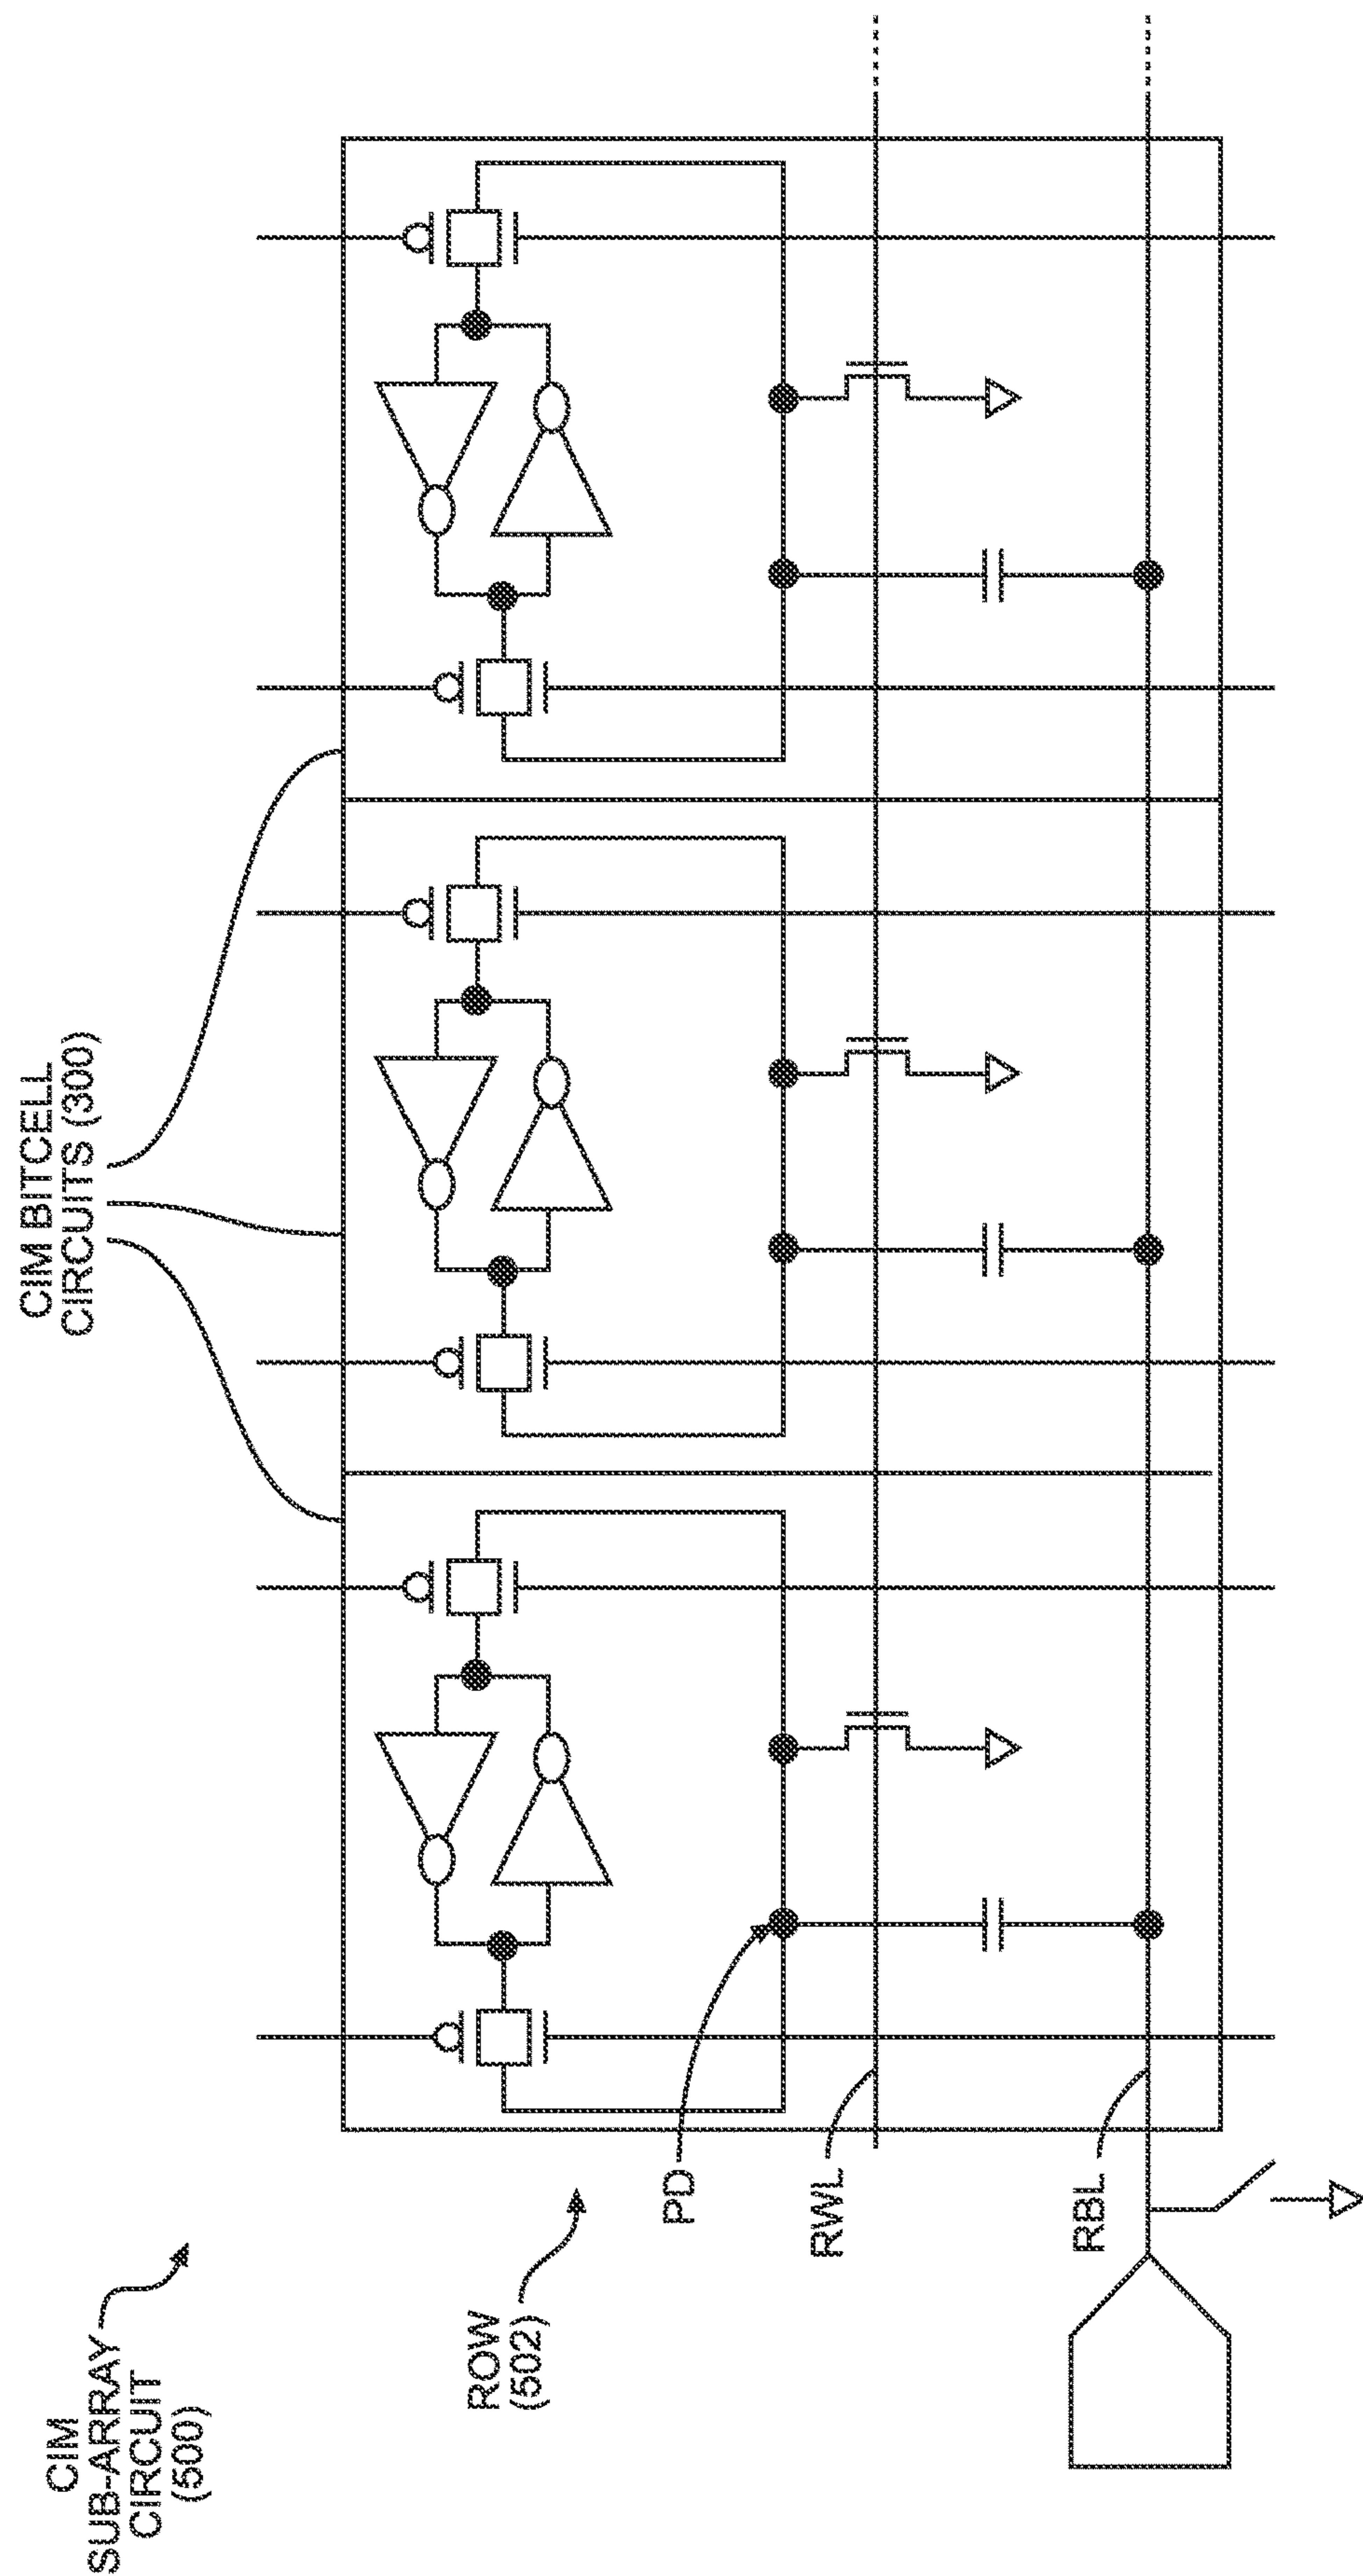 CIM
SUB-ARRAY
CIRCUIT
(500)
CIM BITCELL
CIRCUITS (300)
ROW
(502)
PD
RWL
RBL